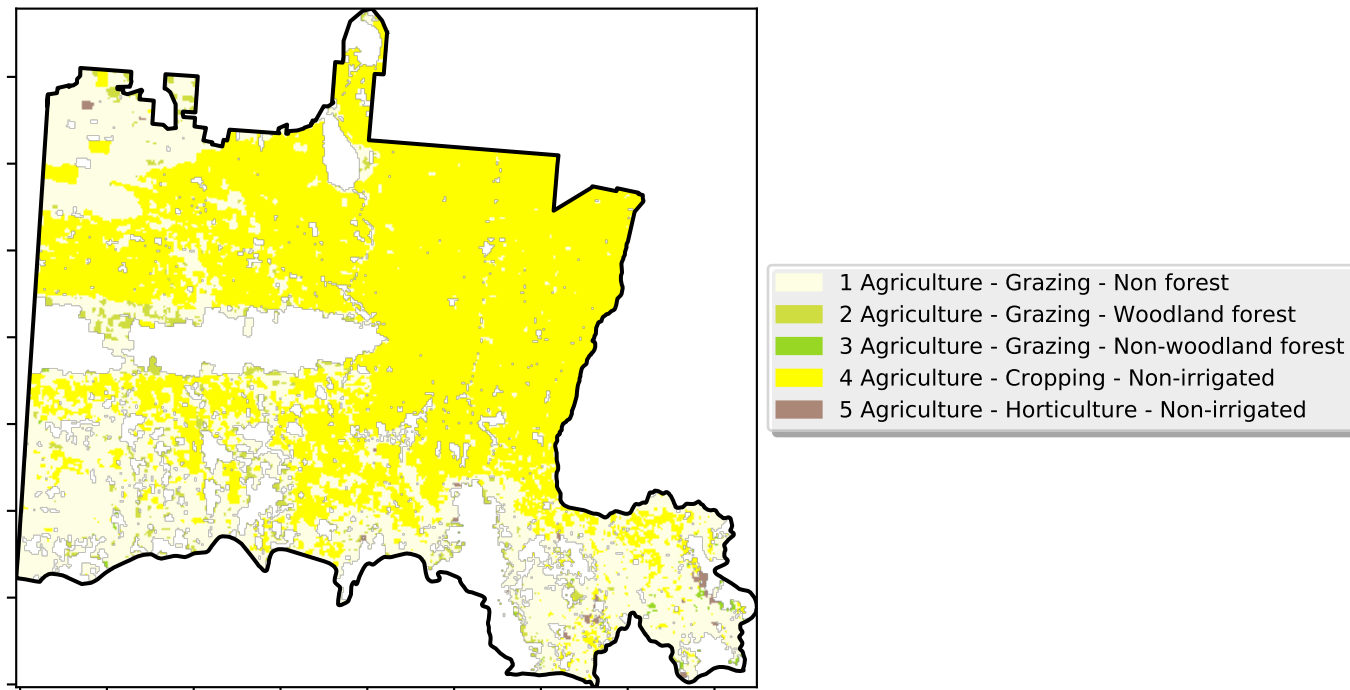 1 Agriculture - Grazing - Non forest
2 Agriculture - Grazing - Woodland forest
3 Agriculture - Grazing - Non-woodland forest
4 Agriculture - Cropping - Non-irrigated
5 Agriculture - Horticulture - Non-irrigated